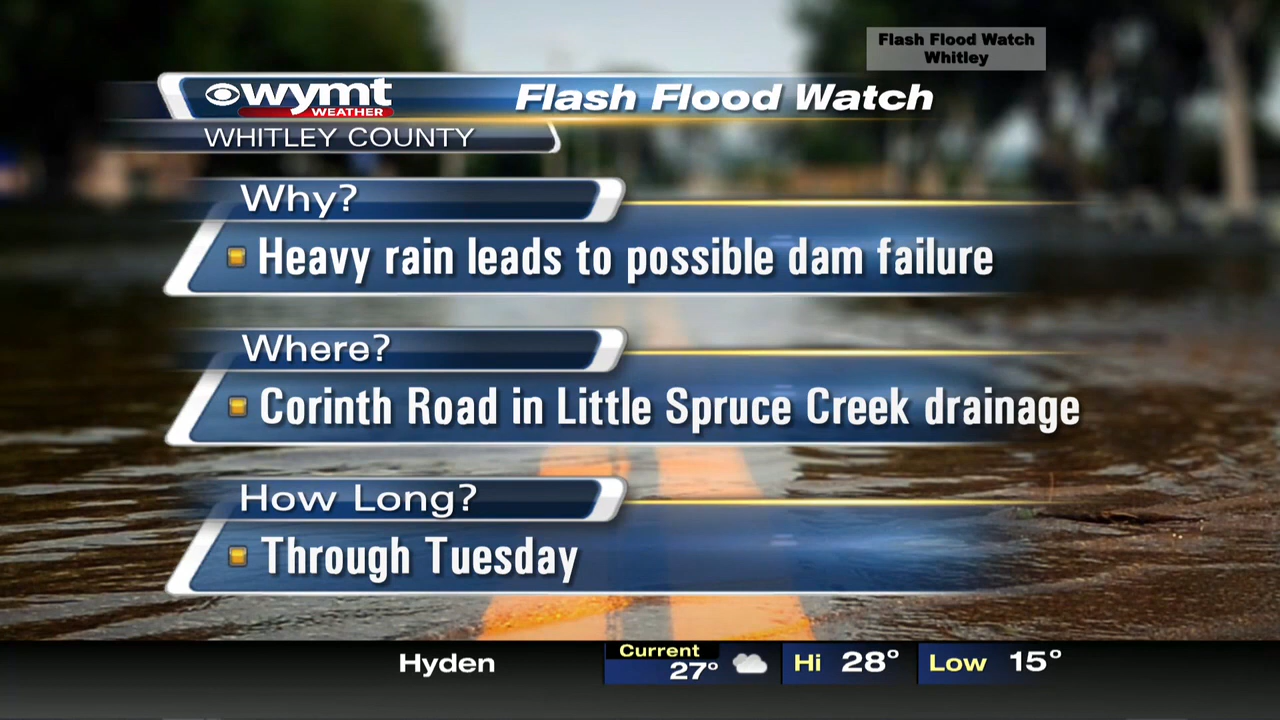 Flash Flood Watch
Whitley
wymt
WEATHER
Flash Flood Watch
WHITLEY COUNTY
Why?
Heavy rain leads to possible dam failure
Where?
Corinth Road in Little Spruce Creek drainage
How Long?
Through Tuesday
Hyden
Current
27°
Hi 28°
Low 15°